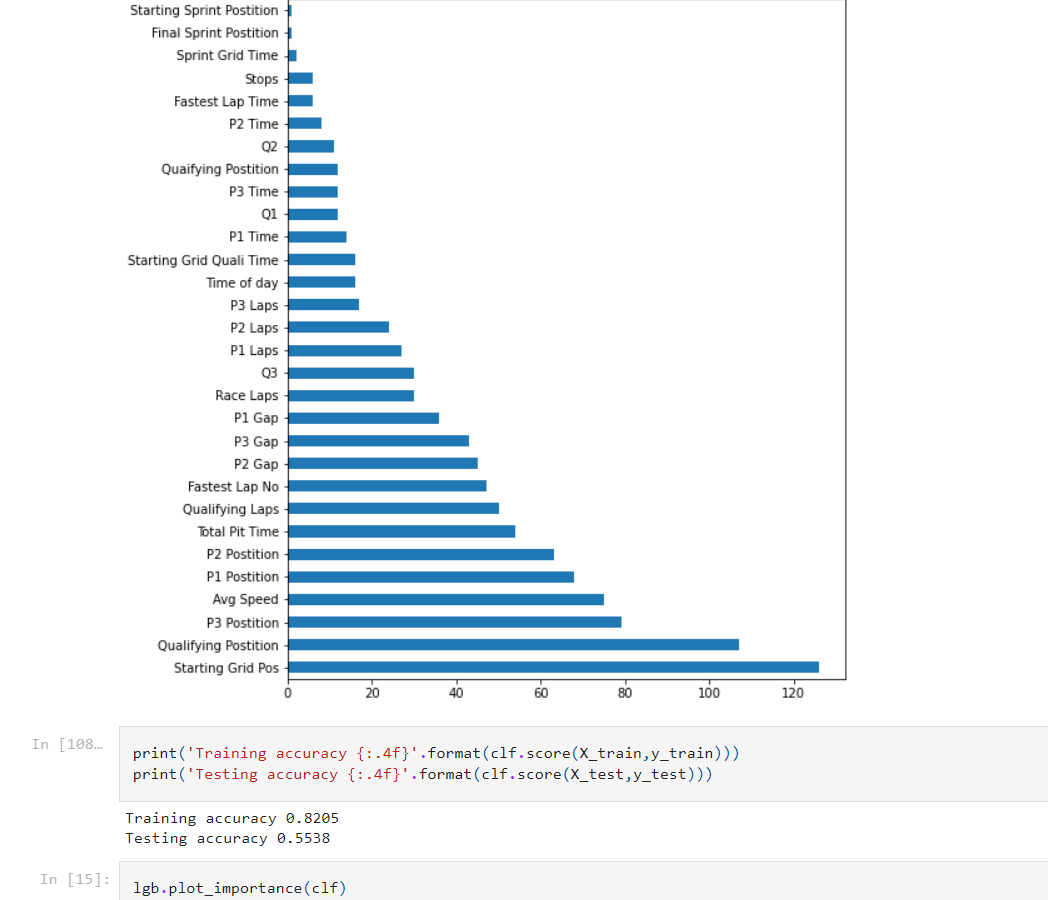 Starting Sprint Postition
Final Sprint Postition
Sprint Grid Time
Stops
Fastest Lap Time
P2 Time
Q2
Quaifying Postition
P3 Time
Q1
P1 Time
Starting Grid Quali Time
Time of day
P3 Laps
P2 Laps
P1 Laps
Q3
Race Laps
P1 Gap
P3 Gap
P2 Gap
Fastest Lap No
Qualifying Laps
Total Pit Time
P2 Postition
P1 Postition
Avg Speed
P3 Postition
Qualifying Postition
Starting Grid Pos
0 20 40 60 80 100 120
In [108…
print('Training accuracy {:.4f}'.format(clf.score(X_train,y_train)))
print('Testing accuracy {:.4f}'.format(clf.score(X_test,y_test)))
Training accuracy 0.8205
Testing accuracy 0.5538
In [15]:
lgb.plot_importance(clf)